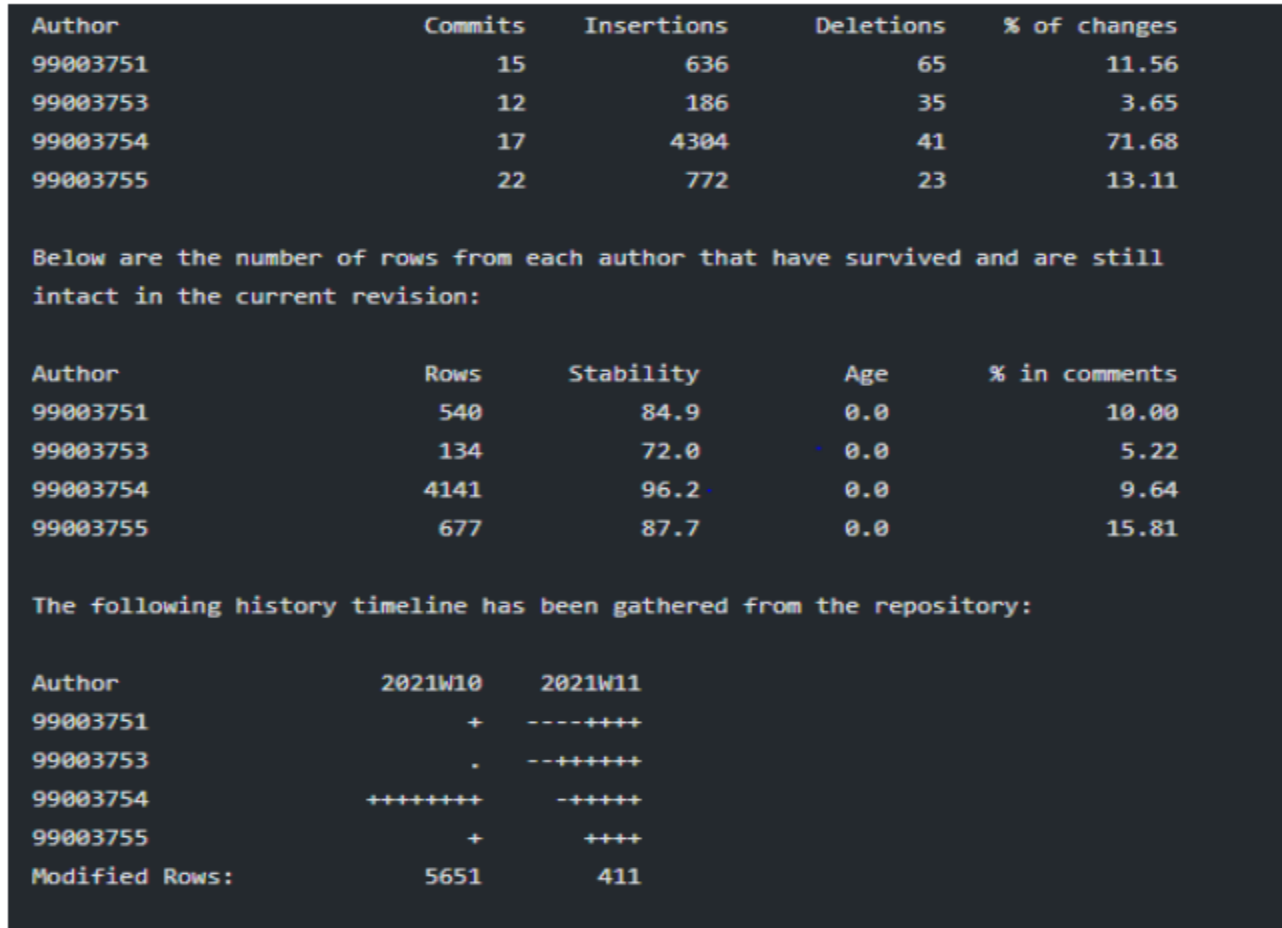 Author Commits Insertions Deletions % of changes
99003751 15 636 65 11.56
99003753 12 186 35 3.65
99003754 17 4304 41 71.68
99003755 22 772 23 13.11
Below are the number of rows from each author that have survived and are still
intact in the current revision:
Author Rows Stability Age % in comments
99003751 540 84.9 0.0 10.00
99003753 134 72.0 0.0 5.22
99003754 4141 96.2 0.0 9.64
99003755 677 87.7 0.0 15.81
The following history timeline has been gathered from the repository:
Author 2021W10 2021W11
99003751 + ----++++
99003753 . --++++++
99003754 ++++++++ -+++++
99003755 + ++++
Modified Rows: 5651 411